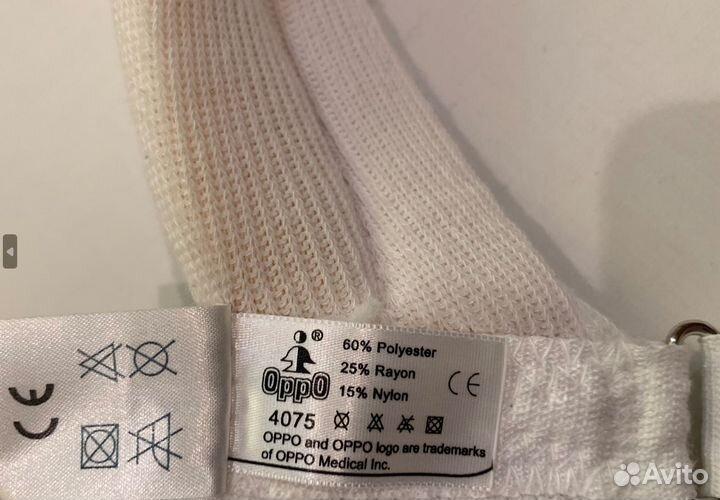 CE
®
OppO
60% Polyester
25% Rayon
15% Nylon
CE
4075
OPPO and OPPO logo are trademarks
of OPPO Medical Inc.
Avito